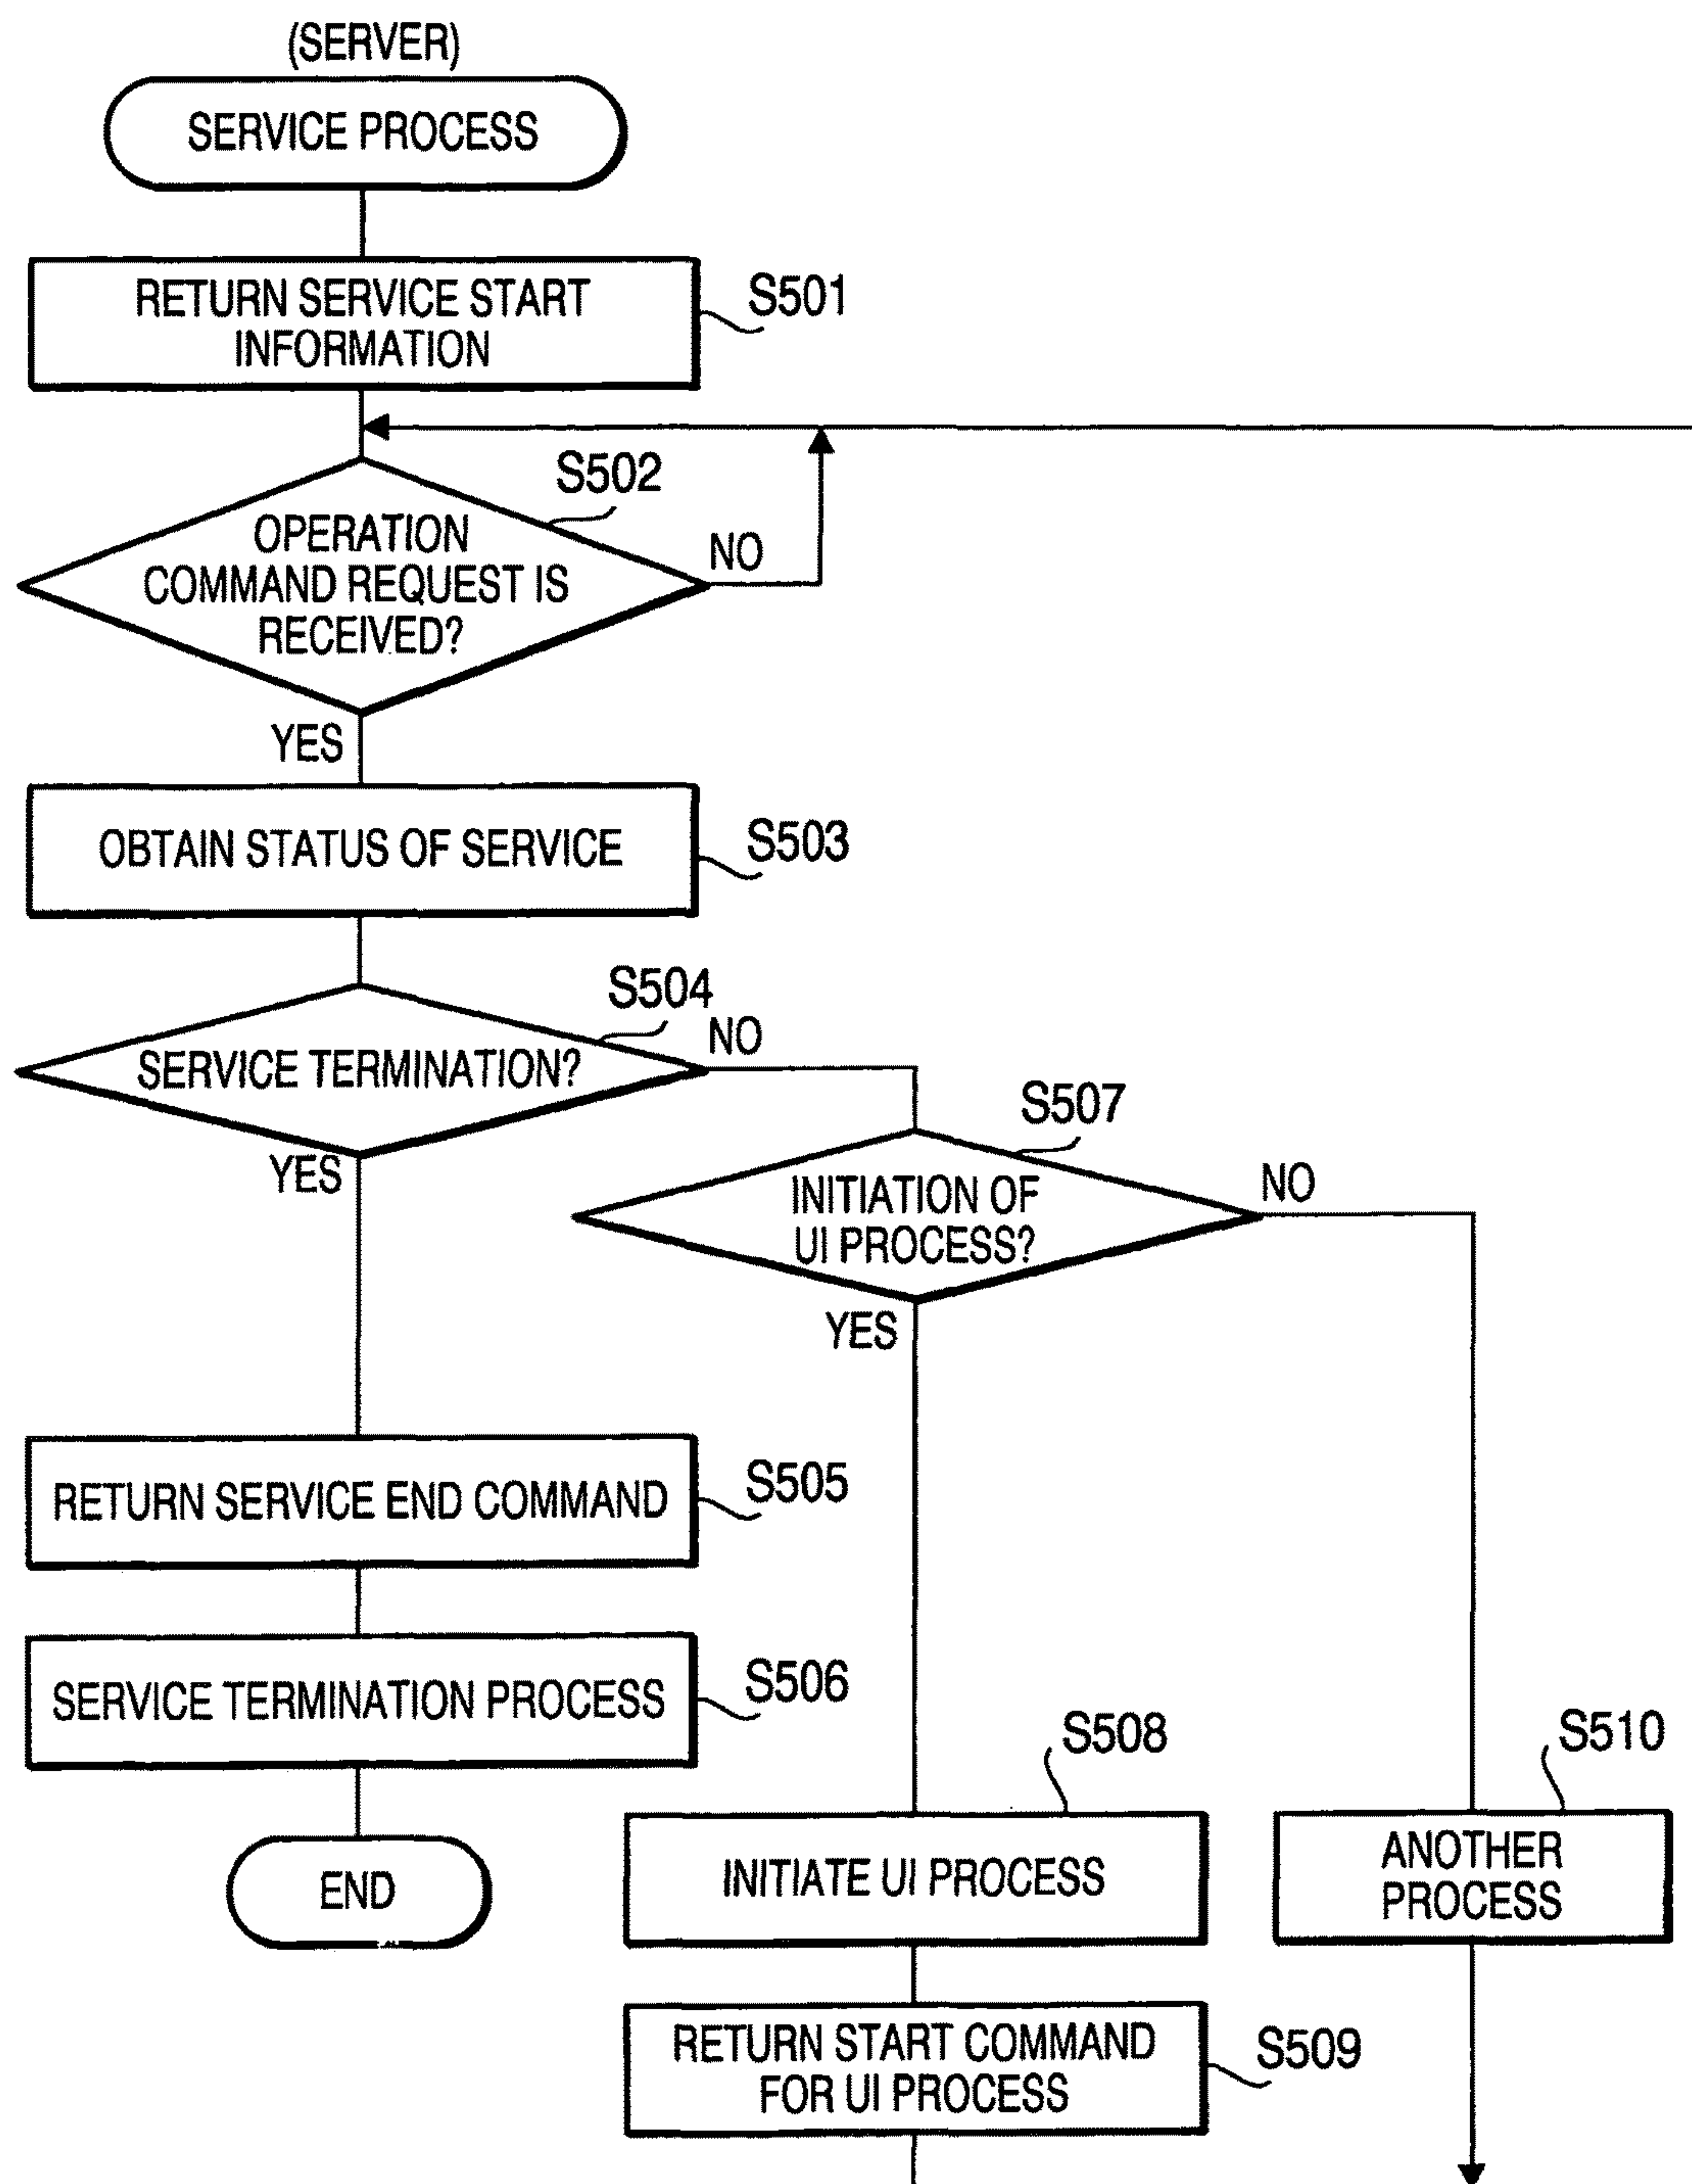 (SERVER)
SERVICE PROCESS
RETURN SERVICE START
INFORMATION
S501
S502
OPERATION
COMMAND REQUEST IS
RECEIVED?
NO
YES
OBTAIN STATUS OF SERVICE
S503
S504
SERVICE TERMINATION?
NO
YES
S507
INITIATION OF
UI PROCESS?
NO
YES
RETURN SERVICE END COMMAND
S505
SERVICE TERMINATION PROCESS
S506
END
S508
INITIATE UI PROCESS
S510
ANOTHER
PROCESS
RETURN START COMMAND
FOR UI PROCESS
S509